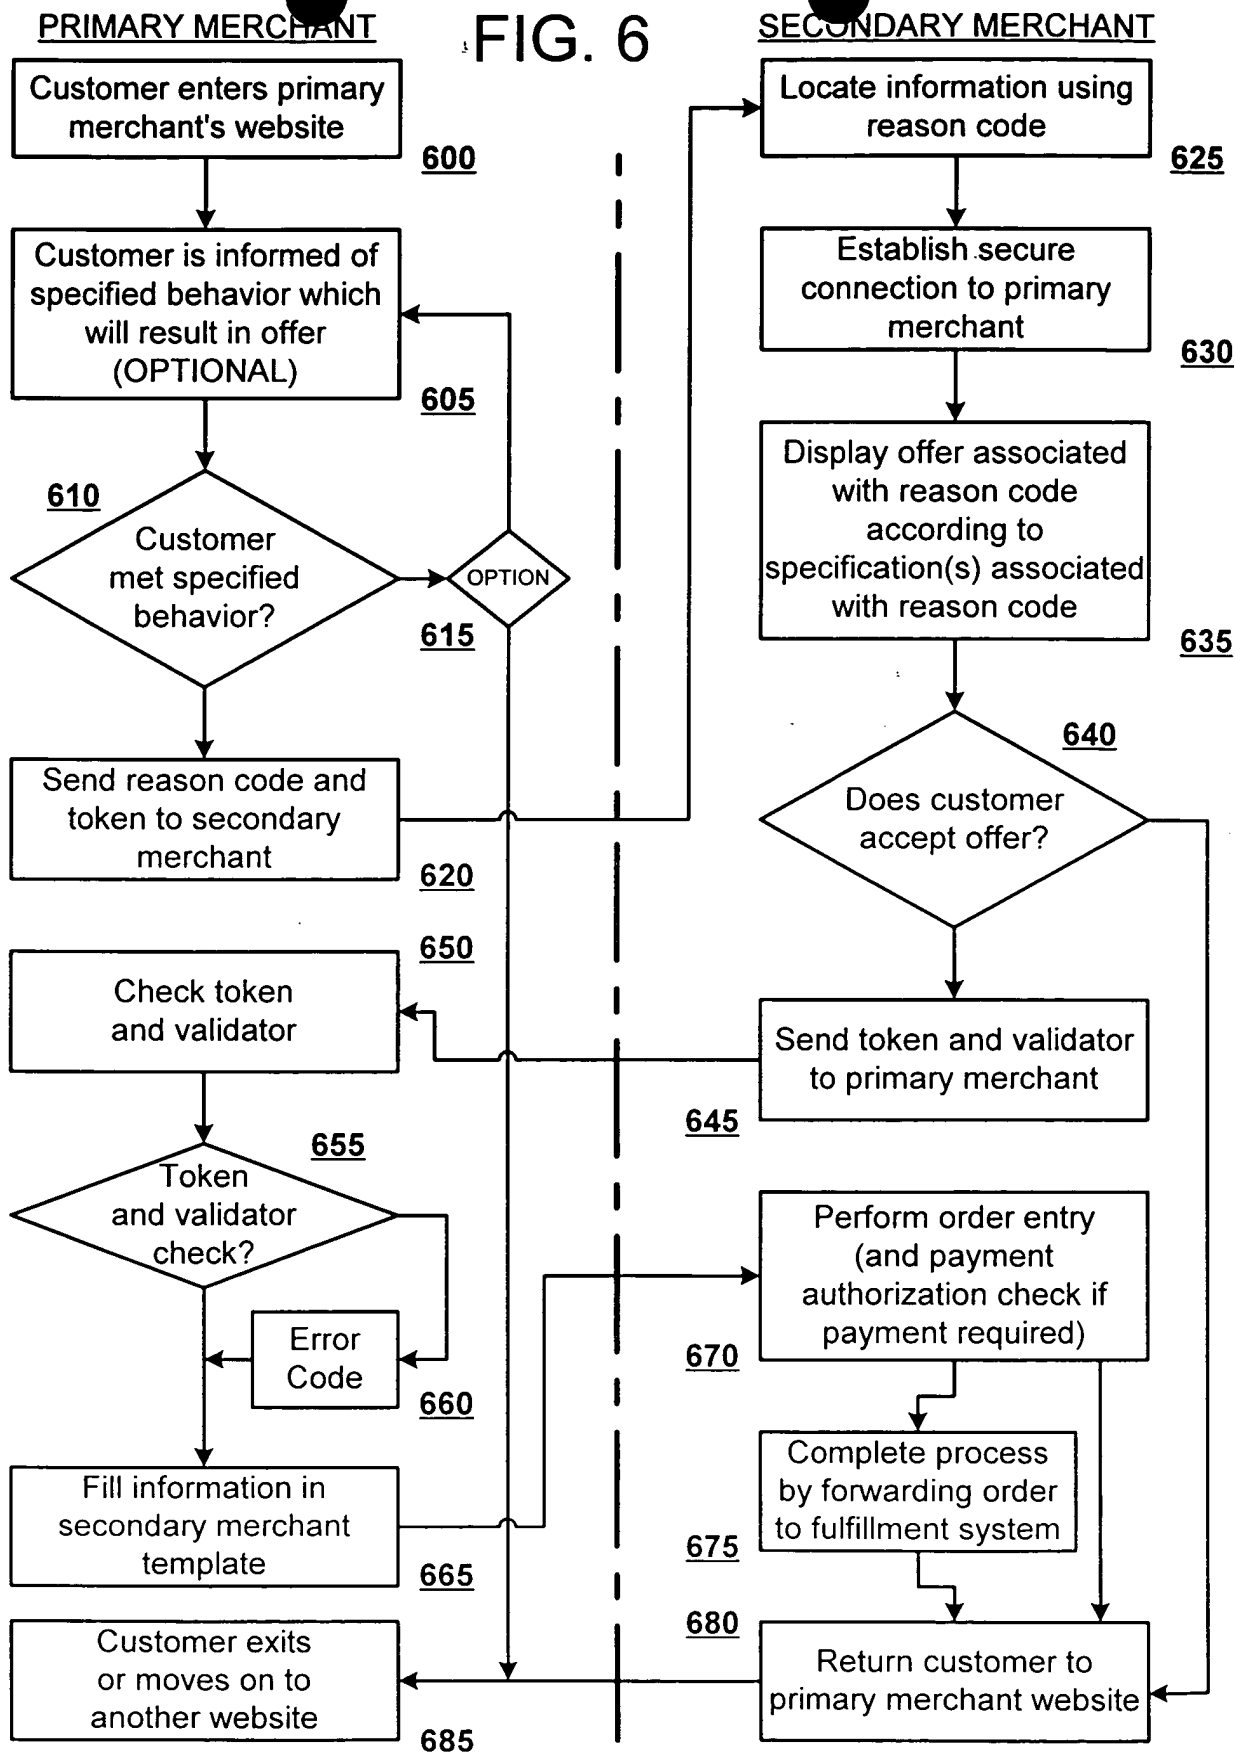 PRIMARY MERCHANT
FIG. 6
SECONDARY MERCHANT
Customer enters primary
merchant's website
600
Customer is informed of
specified behavior which
will result in offer
(OPTIONAL)
605
610
Customer
met specified
behavior?
OPTION
615
Send reason code and
token to secondary
merchant
620
Locate information using
reason code
625
Establish secure
connection to primary
merchant
630
Display offer associated
with reason code
according to
specification(s) associated
with reason code
635
640
Does customer
accept offer?
Send token and validator
to primary merchant
645
650
Check token
and validator
655
Token
and validator
check?
Error
Code
660
Fill information in
secondary merchant
template
665
Perform order entry
(and payment
authorization check if
payment required)
670
Complete process
by forwarding order
to fulfillment system
675
680
Return customer to
primary merchant website
Customer exits
or moves on to
another website
685